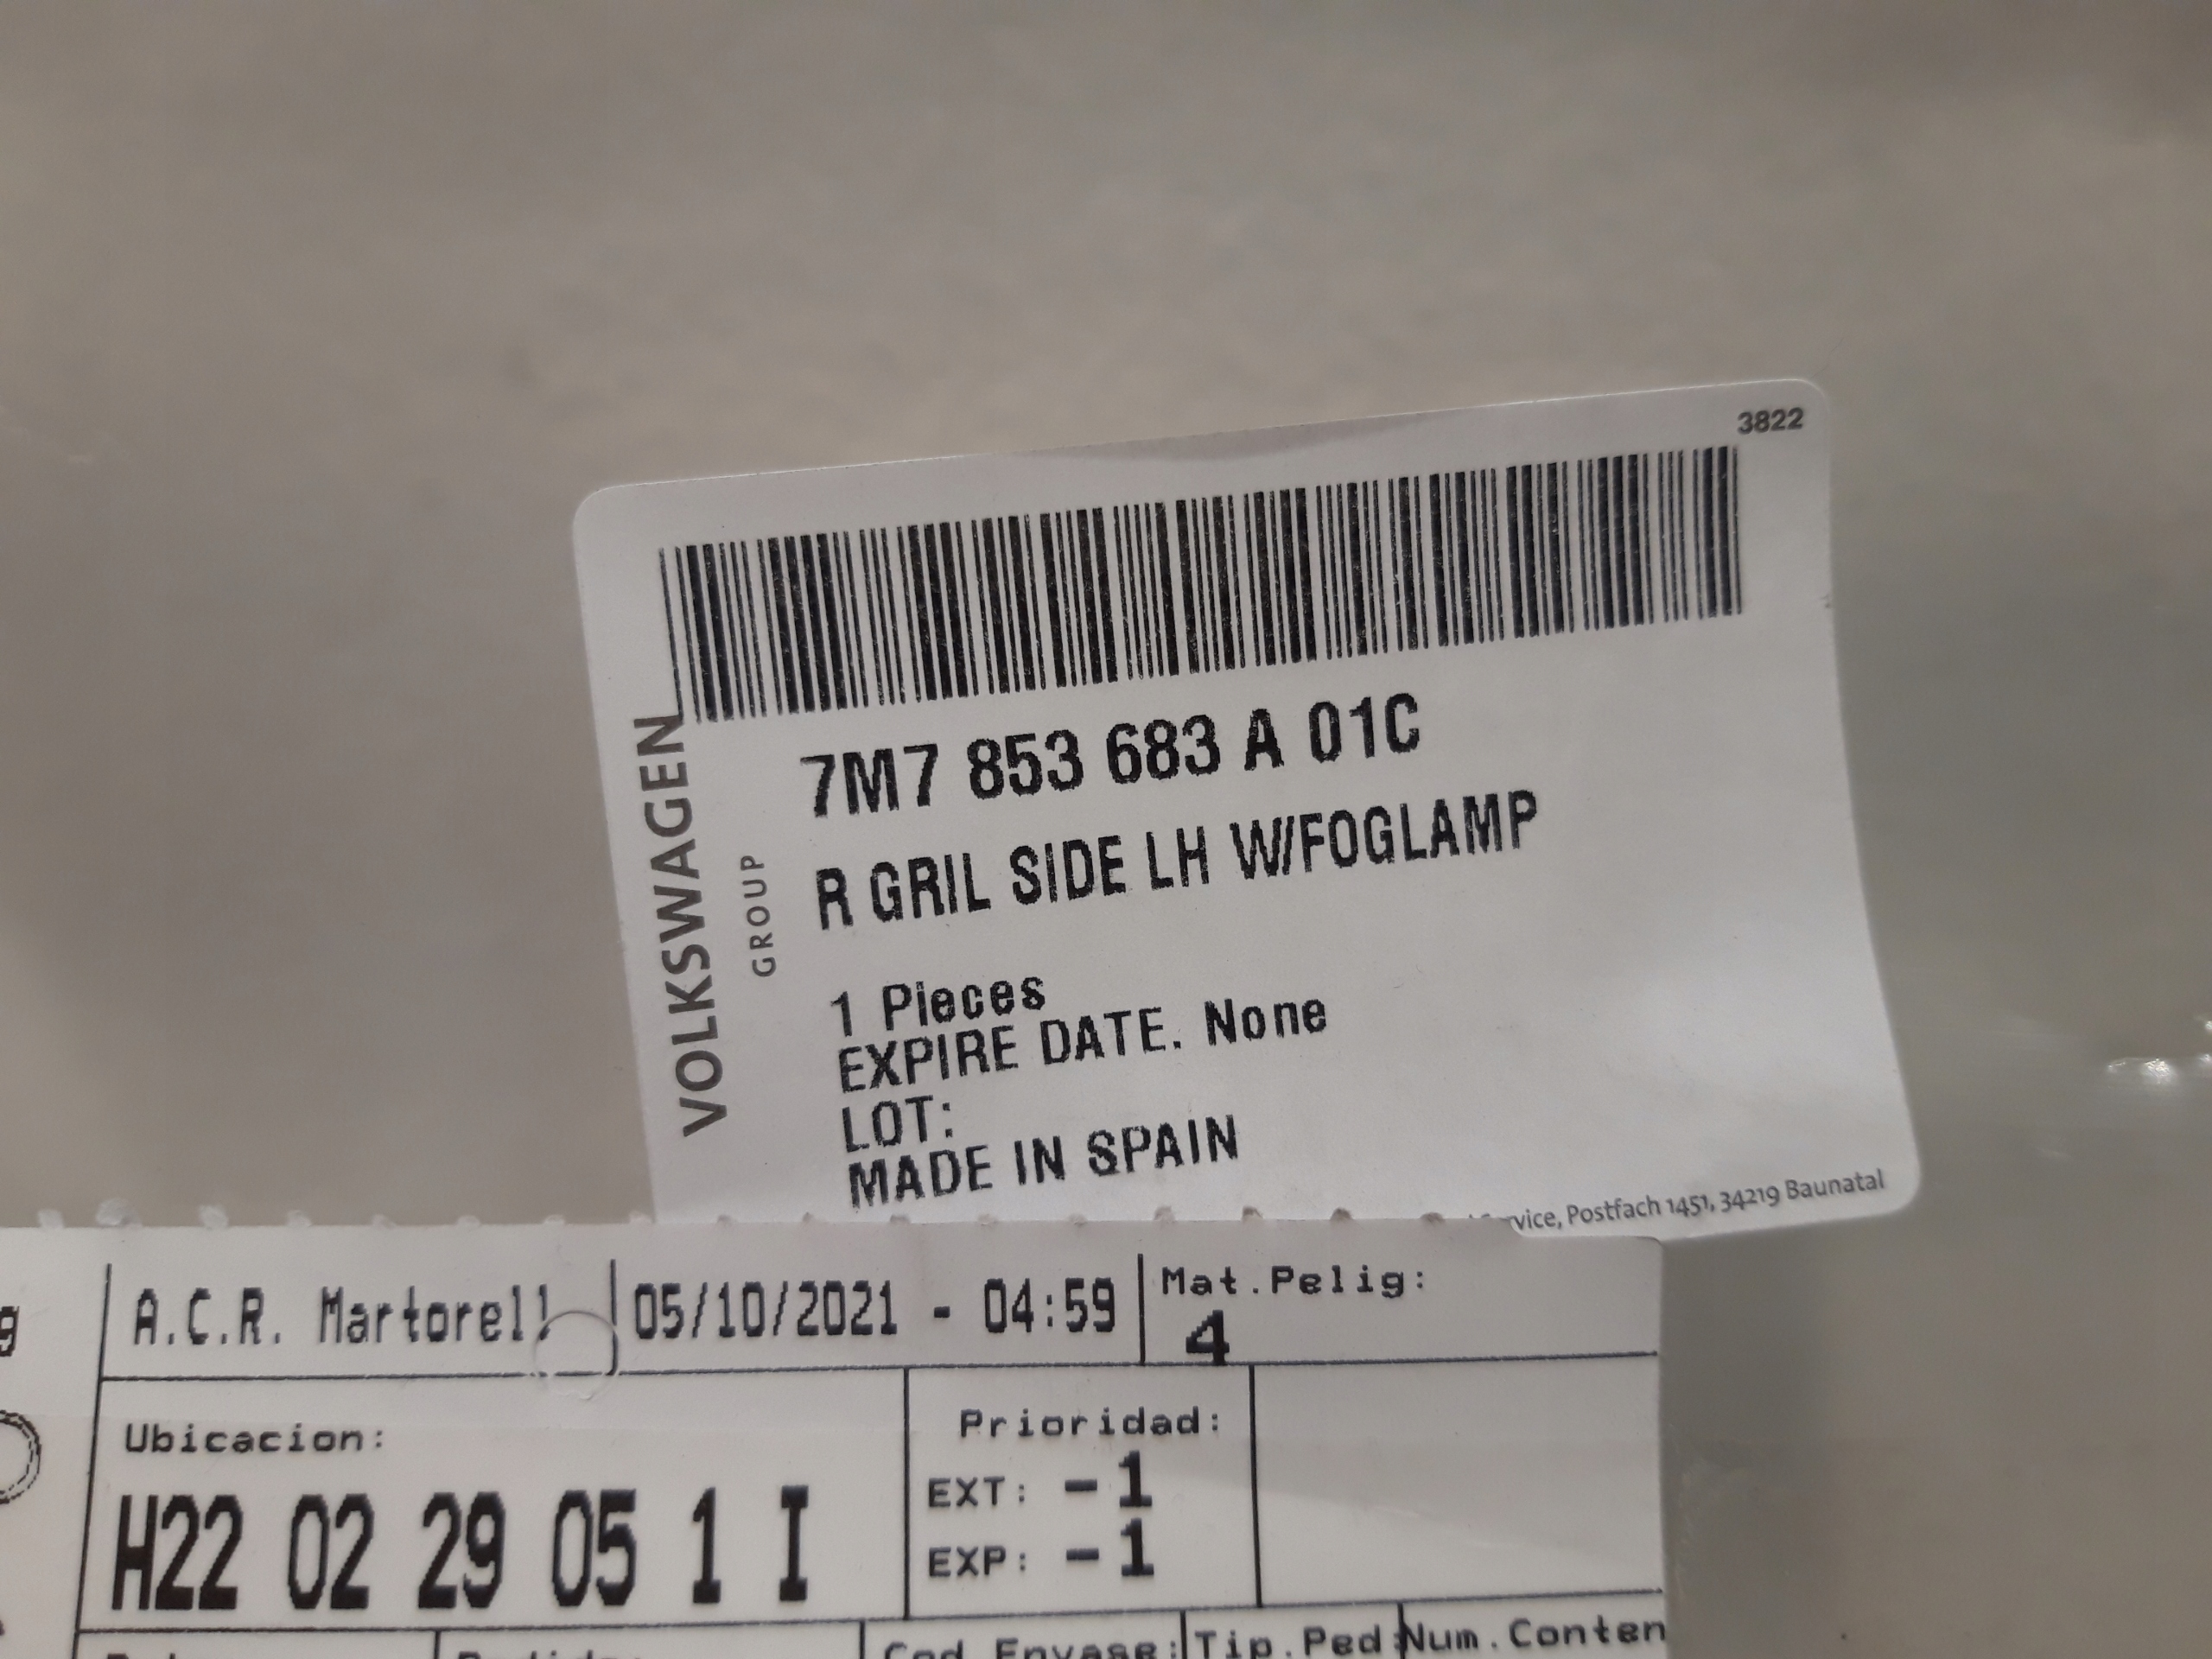 3822
VOLKSWAGEN
GROUP
7M7 853 683 A 01C
R GRIL SIDE LH W/FOGLAMP
1 Pieces
EXPIRE DATE. None
LOT:
MADE IN SPAIN
Postfach 1451, 34219 Baunatal
A.C.R. Martorell
05/10/2021 - 04:59
Mat.Pelig:
4
Ubicacion:
H22 02 29 05 1 I
Prioridad:
EXT: -1
EXP: -1
Cod Envase:
Tip.Ped
Num.Conten